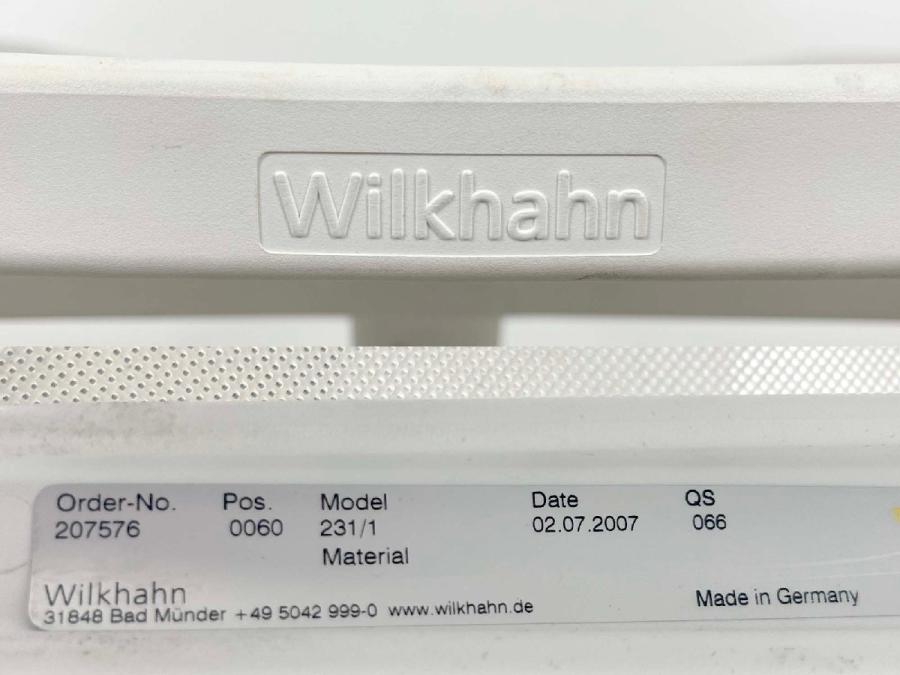 Wilkhahn
Order-No. Pos. Model Date QS
207576 0060 231/1 02.07.2007 066
Material
Wilkhahn
31848 Bad Münder +49 5042 999-0 www.wilkhahn.de Made in Germany